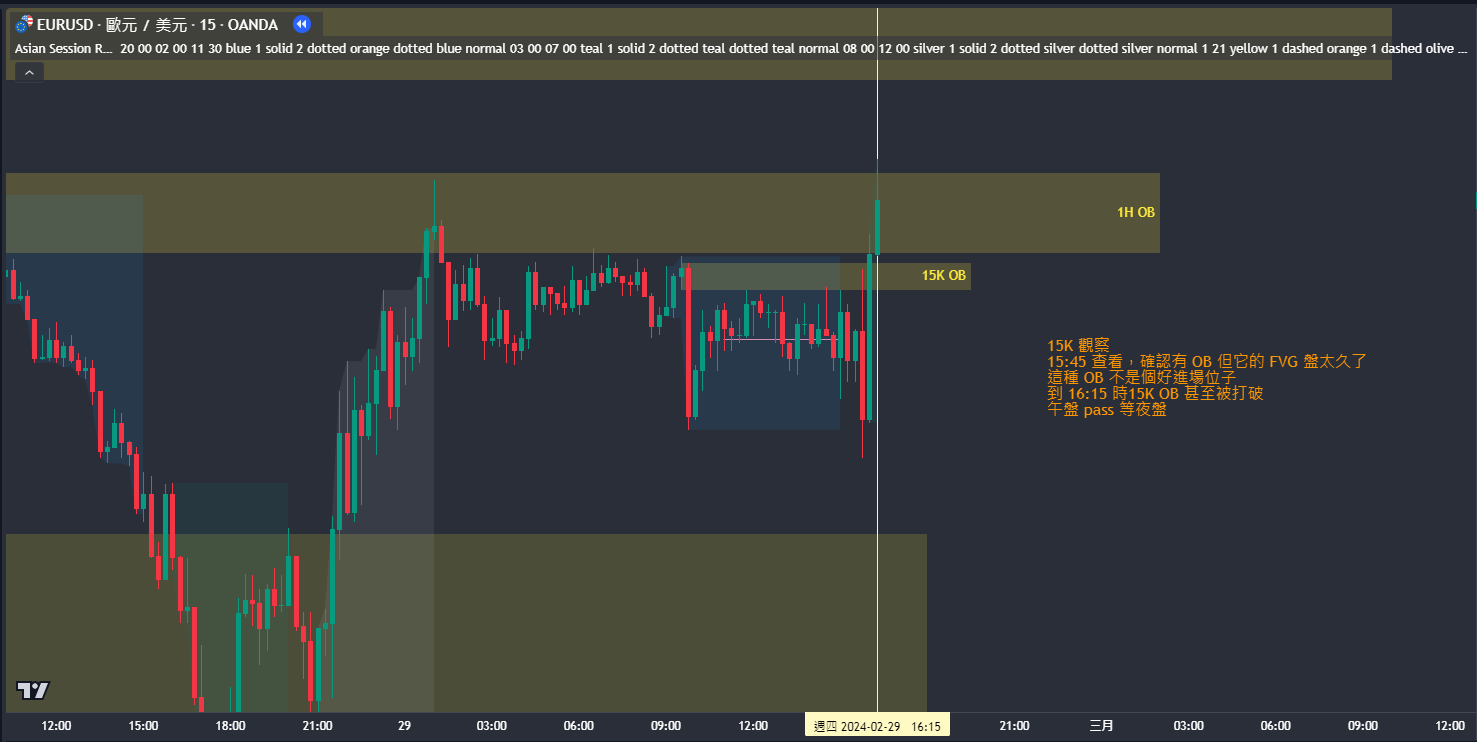 EURUSD · 歐元 / 美元 · 15 · OANDA
Asian Session R... 20 00 02 00 11 30 blue 1 solid 2 dotted orange dotted blue normal 03 00 07 00 teal 1 solid 2 dotted teal dotted teal normal 08 00 12 00 silver 1 solid 2 dotted silver dotted silver normal 1 21 yellow 1 dashed orange 1 dashed olive ...
1H OB
15K OB
15K 觀察
15:45 查看，確認有 OB 但它的 FVG 盤太久了
這種 OB 不是個好進場位子
到 16:15 時15K OB 甚至被打破
午盤 pass 等夜盤
12:00 15:00 18:00 21:00 29 03:00 06:00 09:00 12:00 週四 2024-02-29 16:15 21:00 三月 03:00 06:00 09:00 12:00